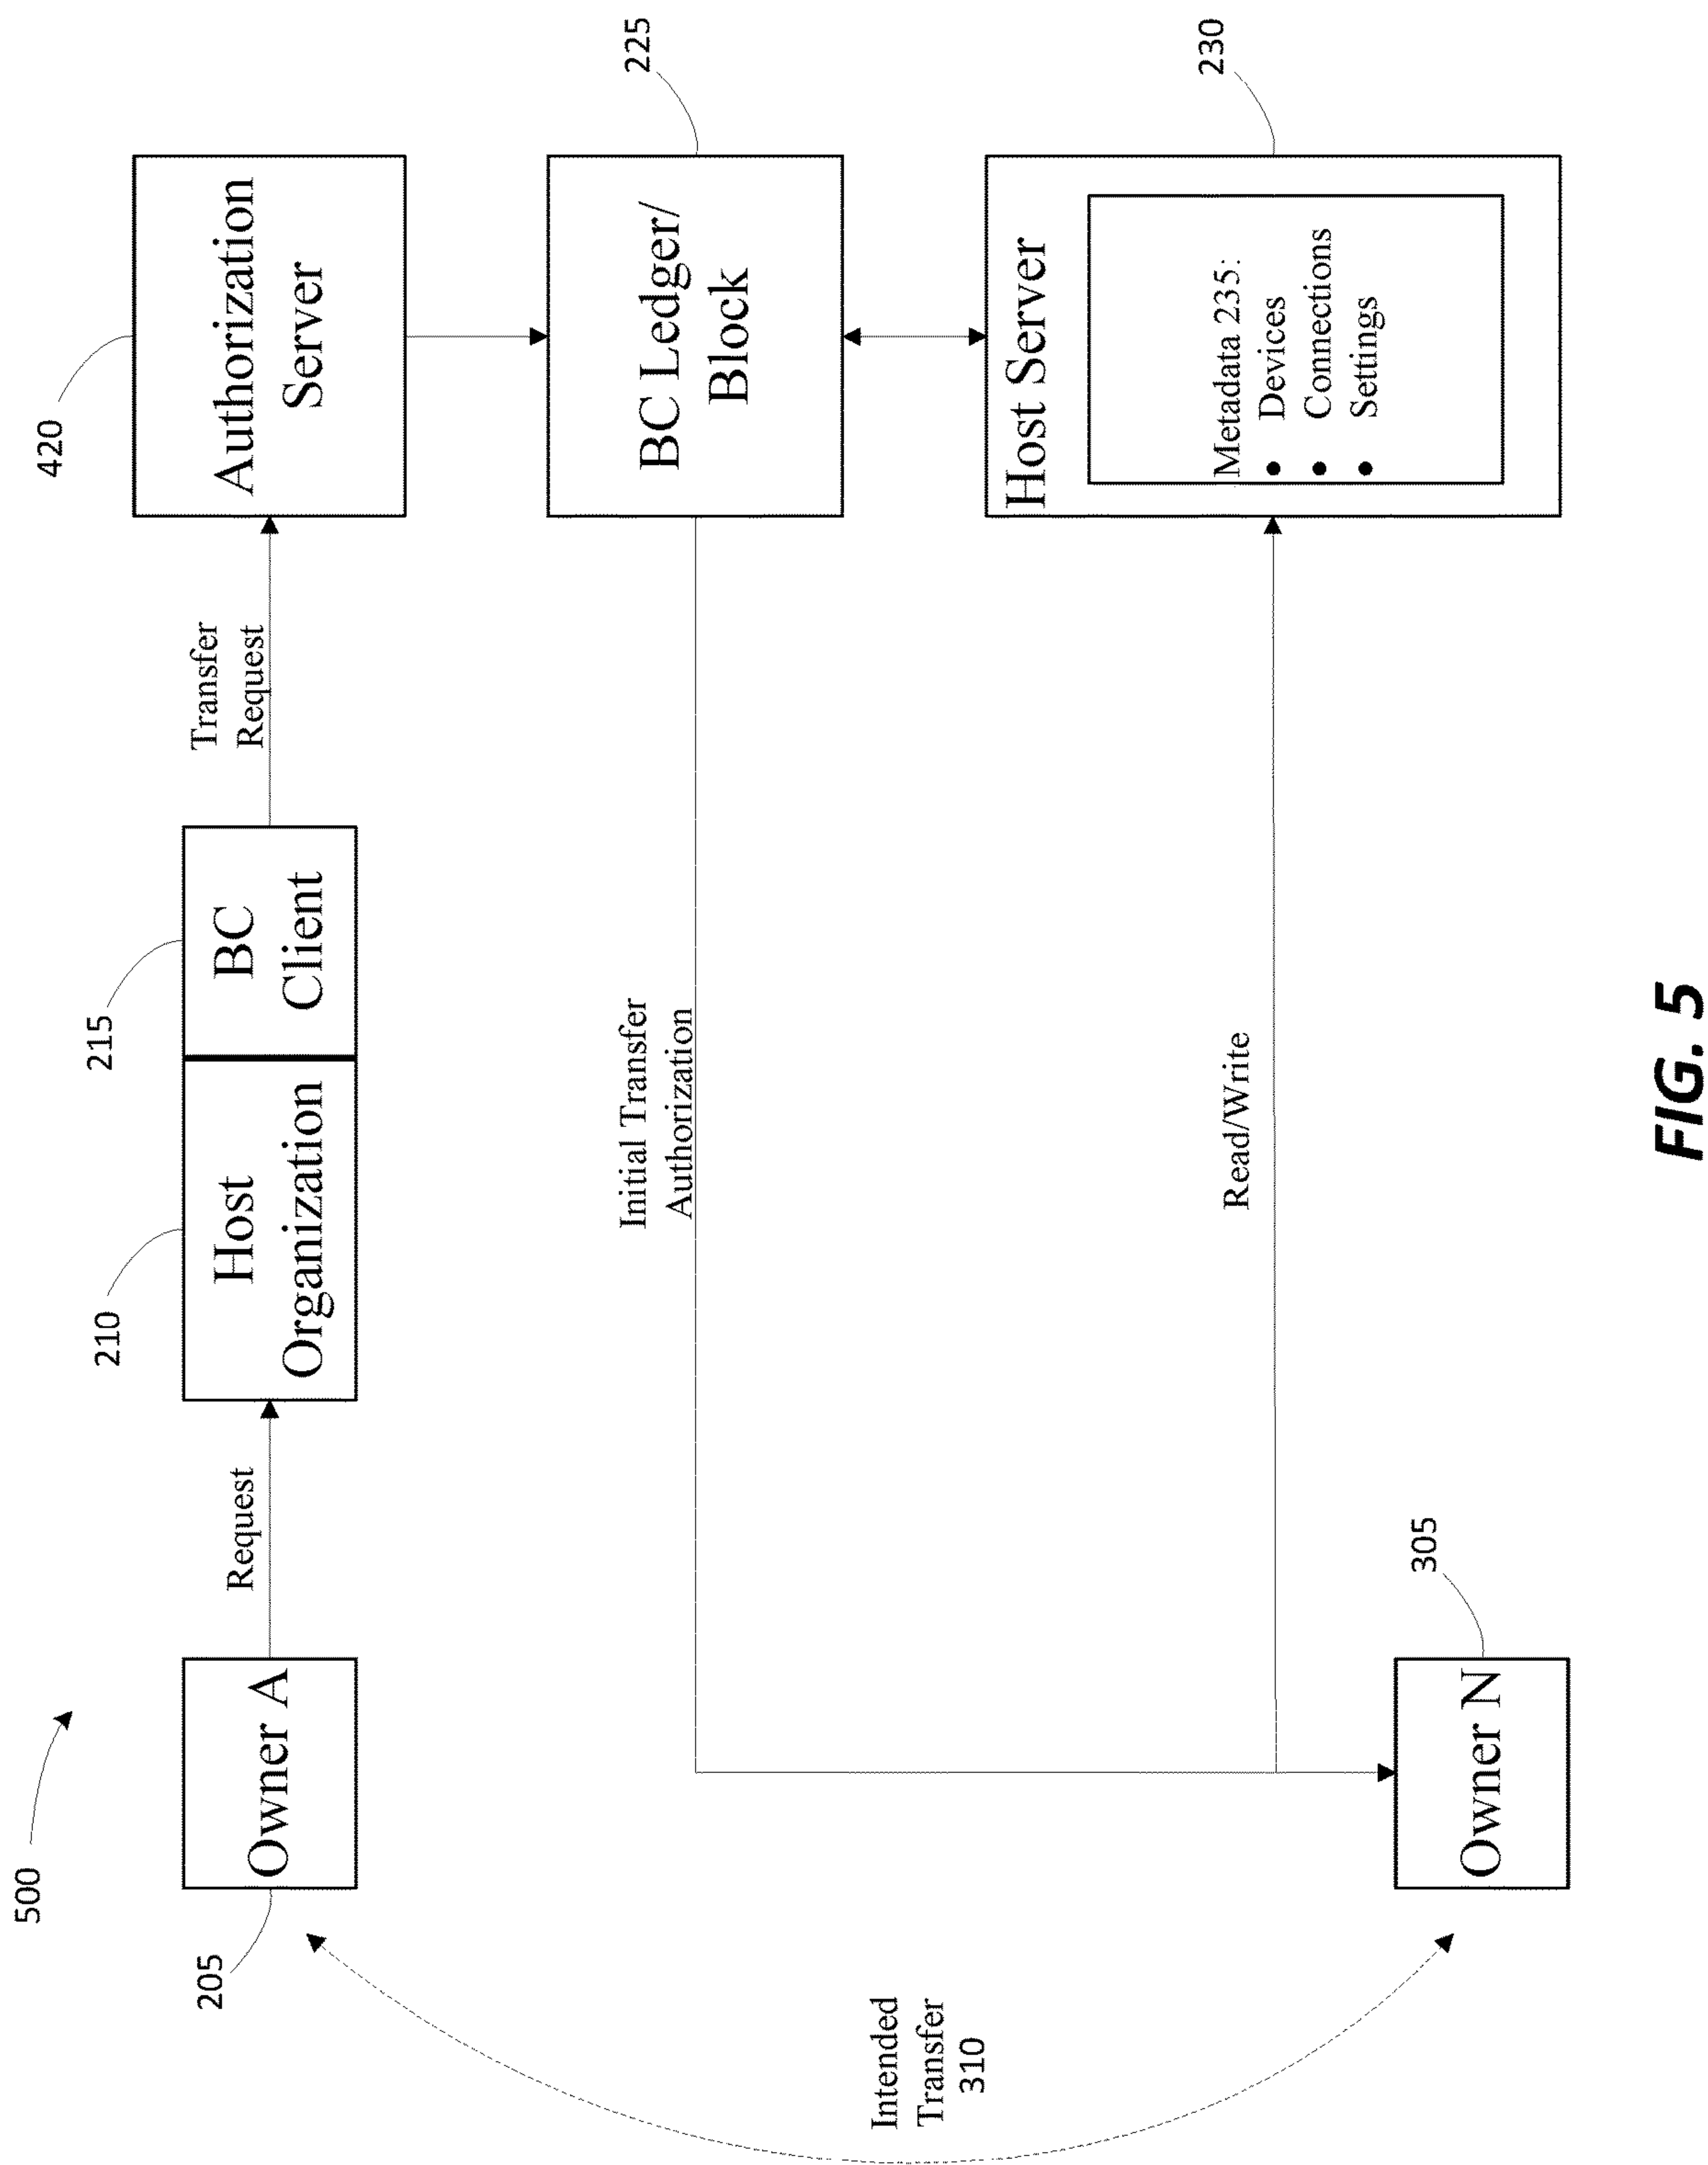 500
205
Owner A
Request
210
Host
Organization
215
BC
Client
Transfer
Request
420
Authorization
Server
Intended
Transfer
310
Initial Transfer
Authorization
225
BC Ledger/
Block
305
Owner N
Read/Write
230
Host Server
Metadata 235:
• Devices
• Connections
• Settings
FIG. 5